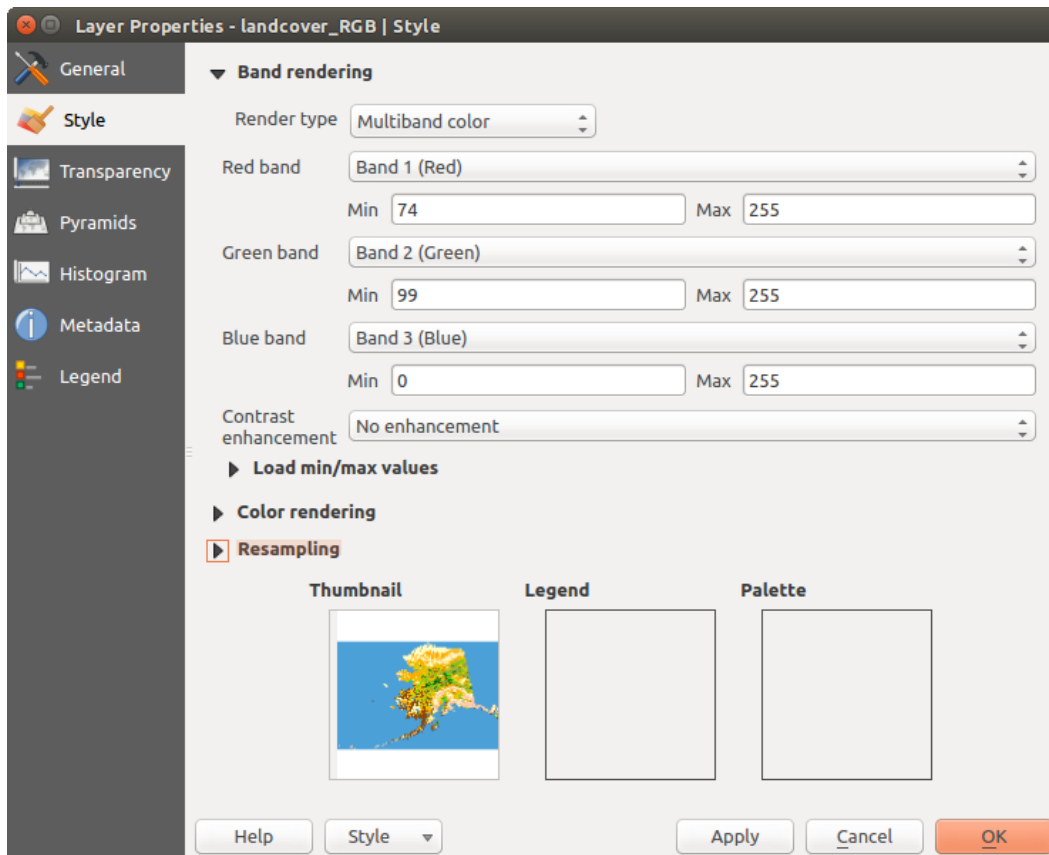 Layer Properties - landcover_RGB | Style
General
Style
Transparency
Pyramids
Histogram
Metadata
Legend
Band rendering
Render type Multiband color
Red band Band 1 (Red)
Min 74 Max 255
Green band Band 2 (Green)
Min 99 Max 255
Blue band Band 3 (Blue)
Min 0 Max 255
Contrast
enhancement No enhancement
Load min/max values
Color rendering
Resampling
Thumbnail Legend Palette
Help Style Apply Cancel OK